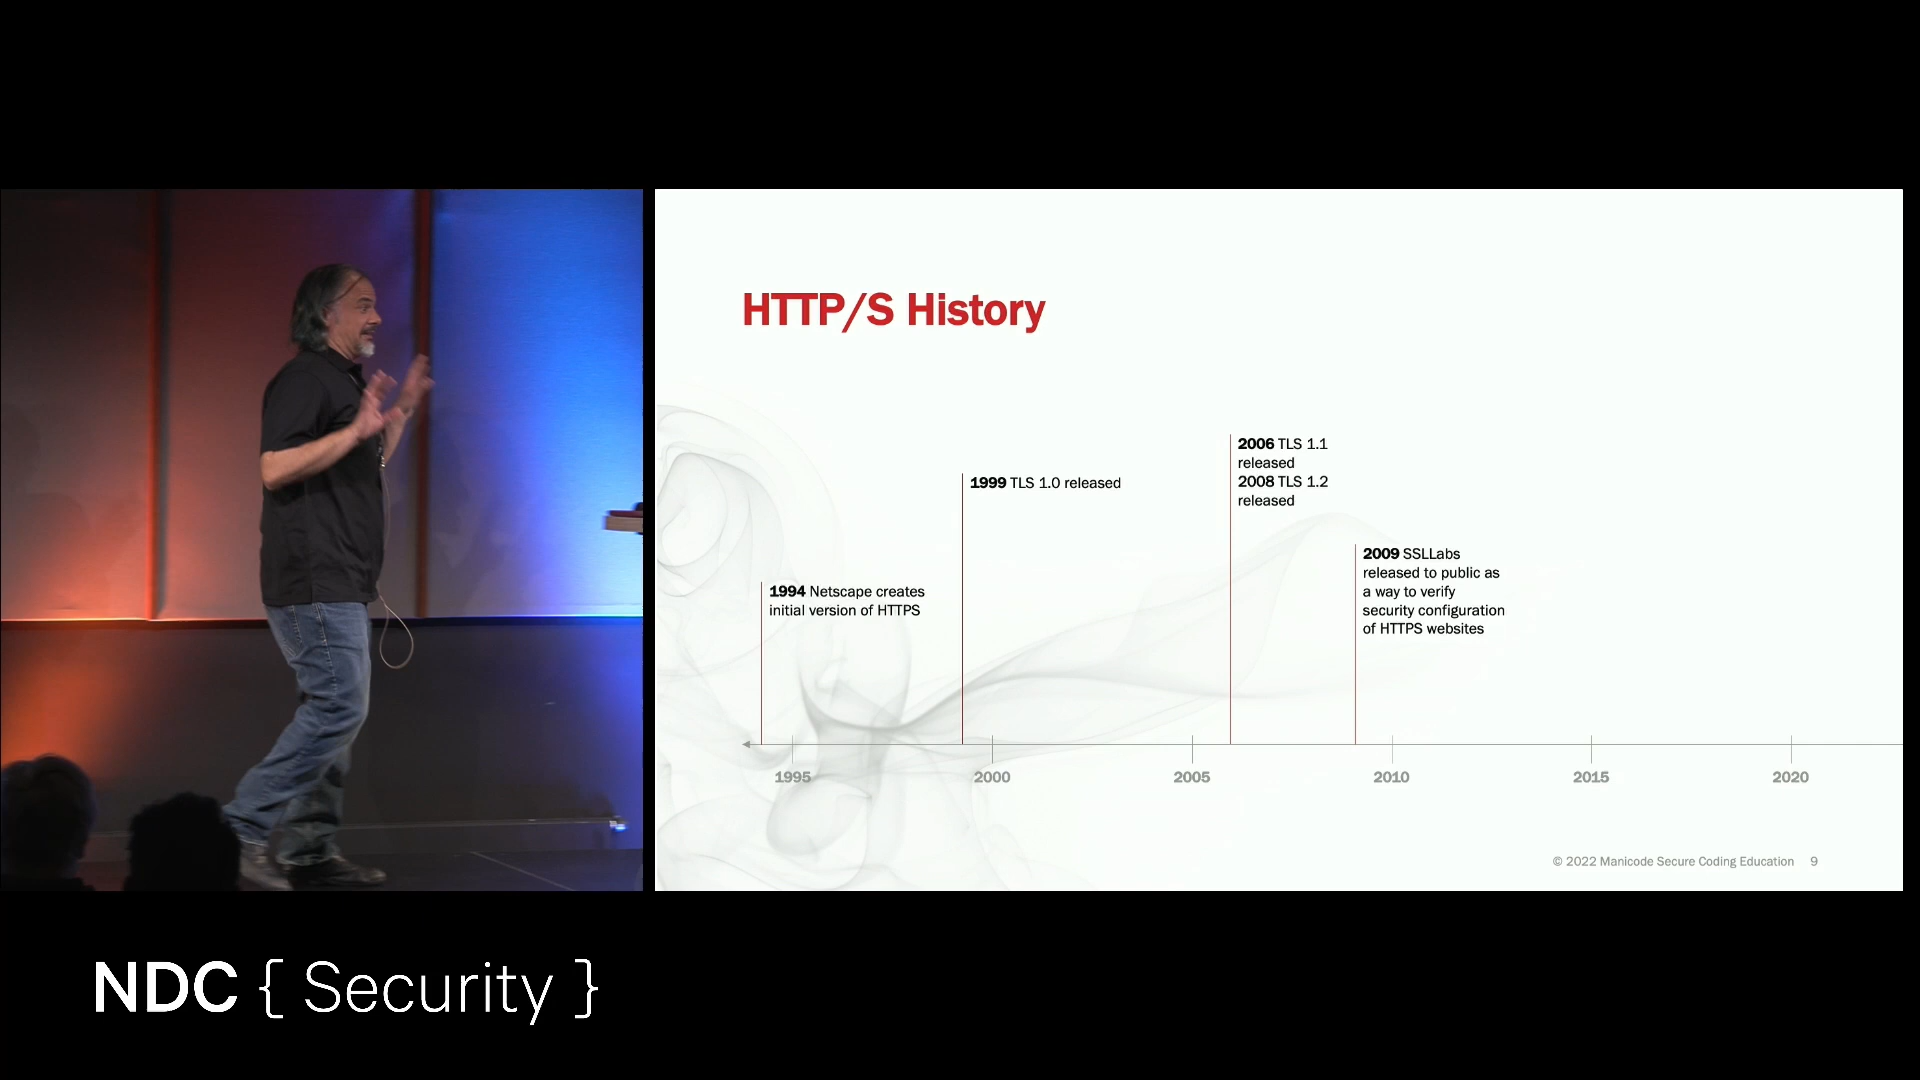 HTTP/S History
2006 TLS 1.1
released
2008 TLS 1.2
released
1999 TLS 1.0 released
2009 SSLLabs
released to public as
a way to verify
security configuration
of HTTPS websites
1994 Netscape creates
initial version of HTTPS
1995 2000 2005 2010 2015 2020
© 2022 Manicode Secure Coding Education 9
NDC { Security }